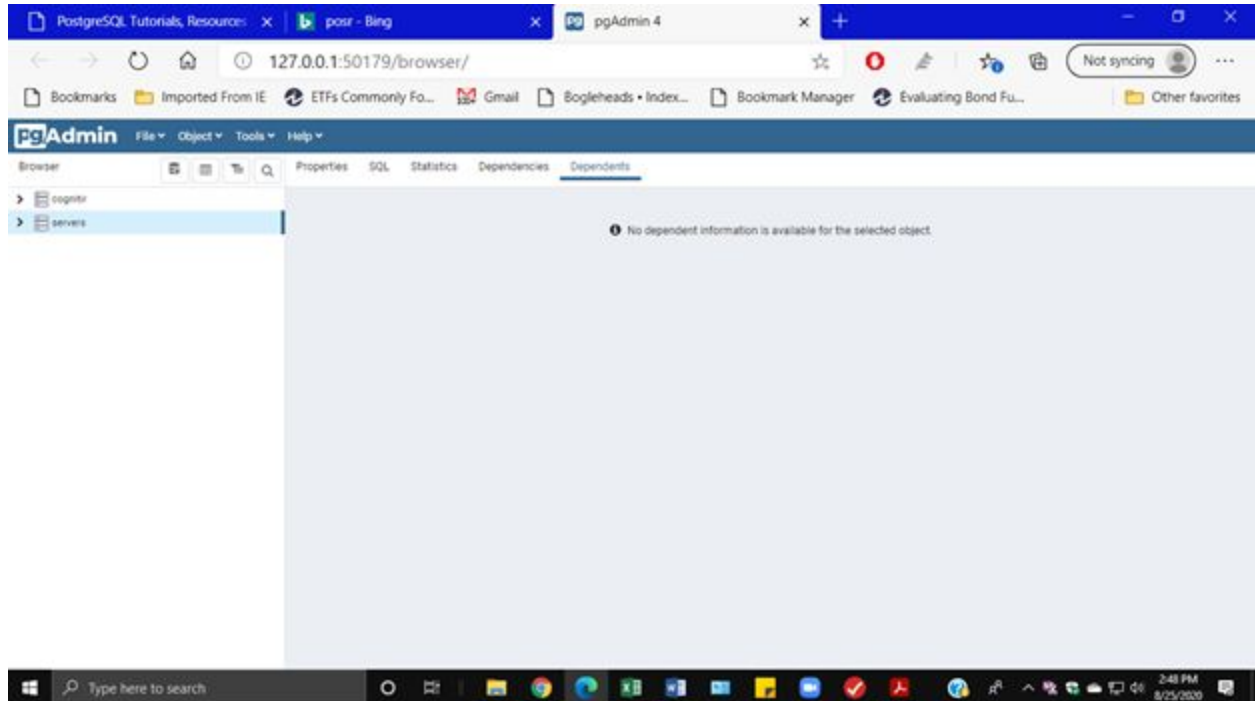 PostgreSQL Tutorials, Resources
posr - Bing
pgAdmin 4
127.0.0.1:50179/browser/
Not syncing
Bookmarks
Imported From IE
ETFs Commonly Fo...
Gmail
Bogleheads • Index...
Bookmark Manager
Evaluating Bond Fu...
Other favorites
pgAdmin File Object Tools Help
Browser
Properties SQL Statistics Dependencies Dependents
cognitir
servers
No dependent information is available for the selected object.
Type here to search
2:48 PM
8/25/2020